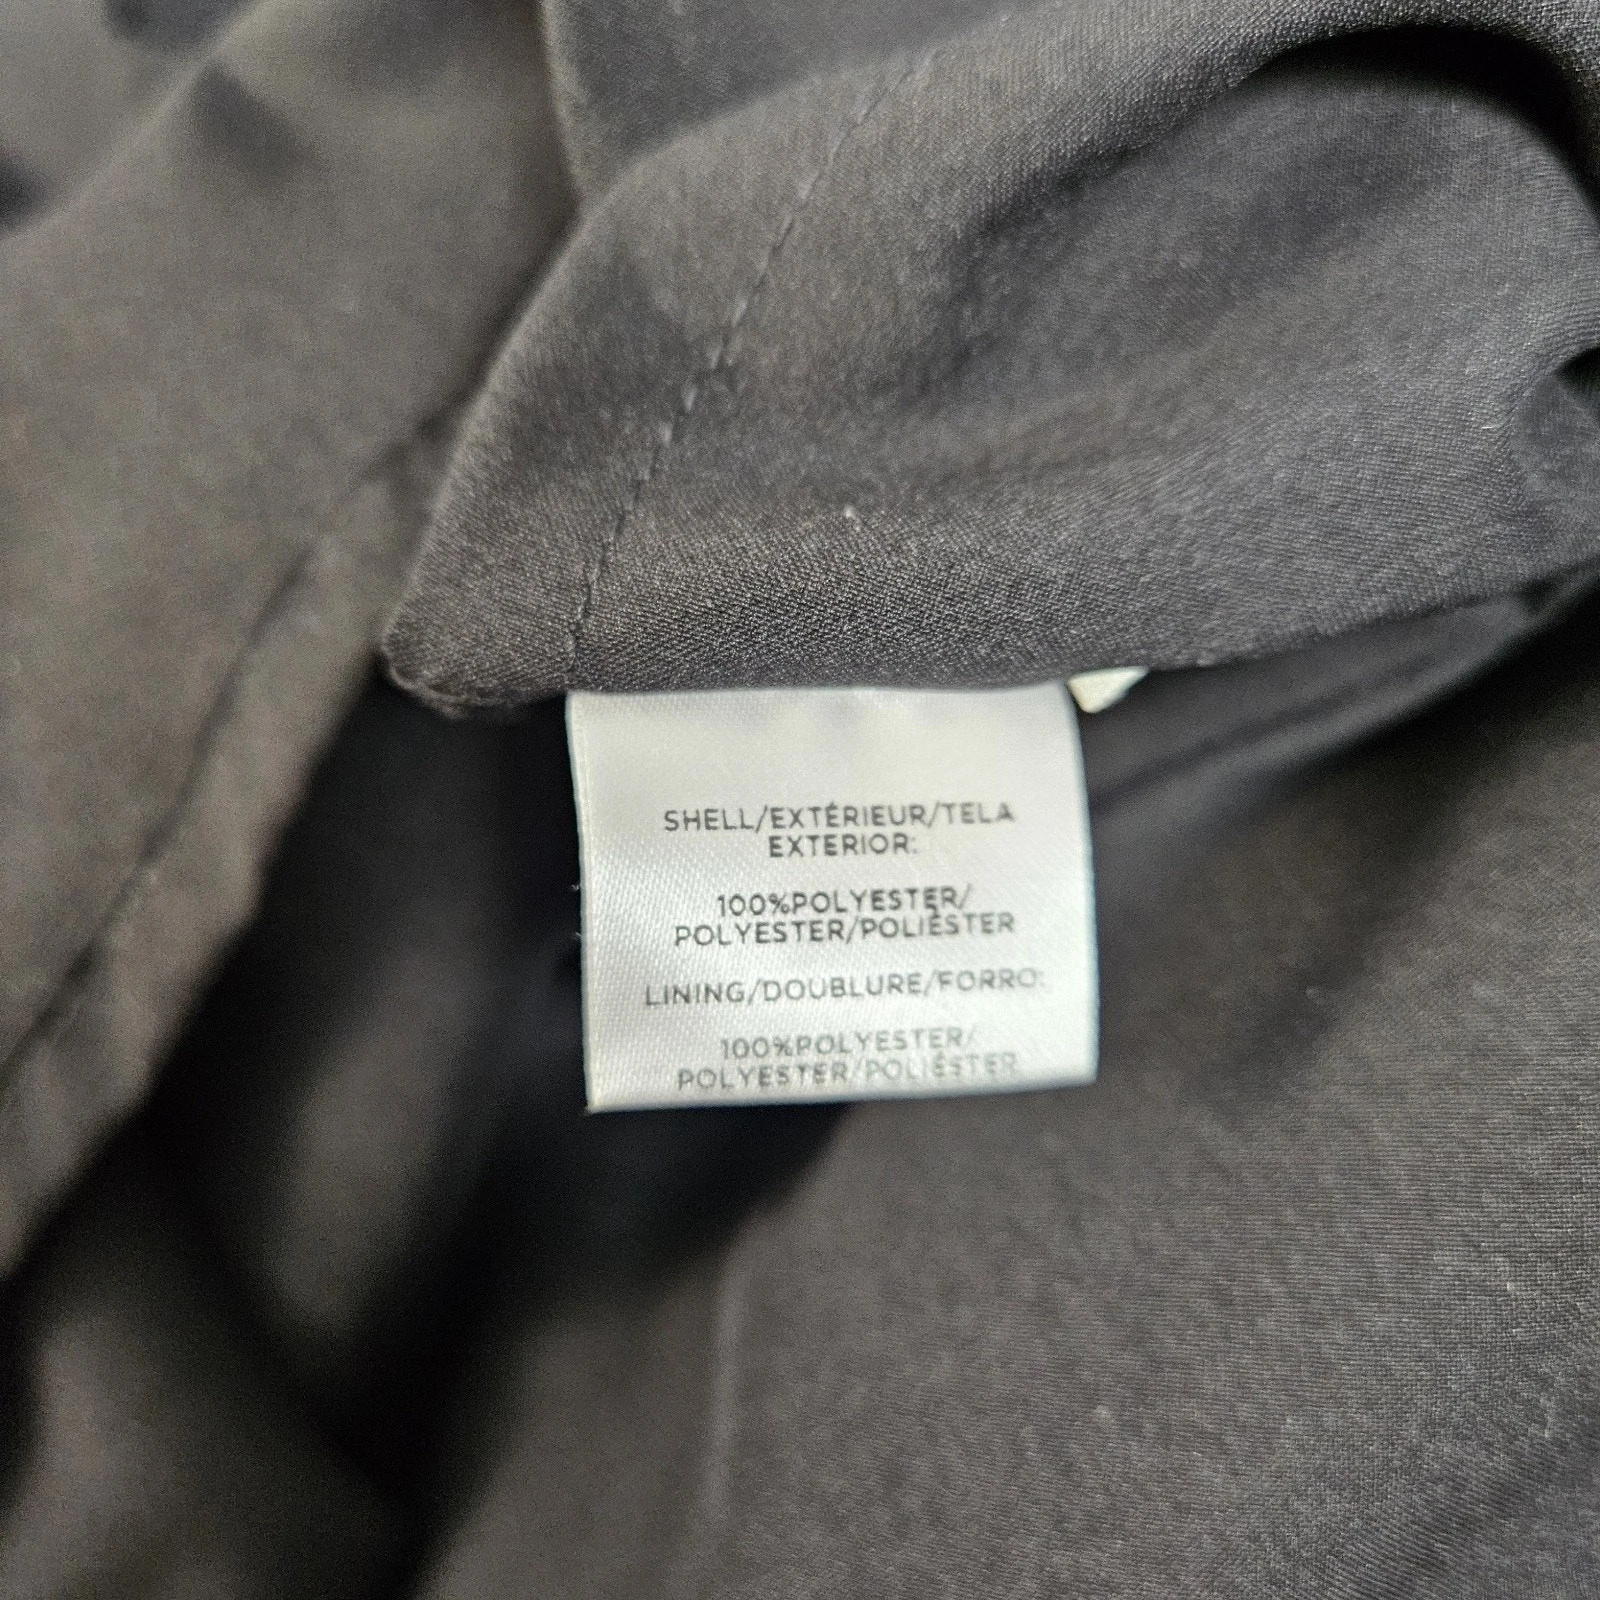 SHELL/EXTÉRIEUR/TELA
EXTERIOR:
100%POLYESTER/
POLYESTER/POLIÉSTER
LINING/DOUBLURE/FORRO:
100%POLYESTER/
POLYESTER/POLIÉSTER